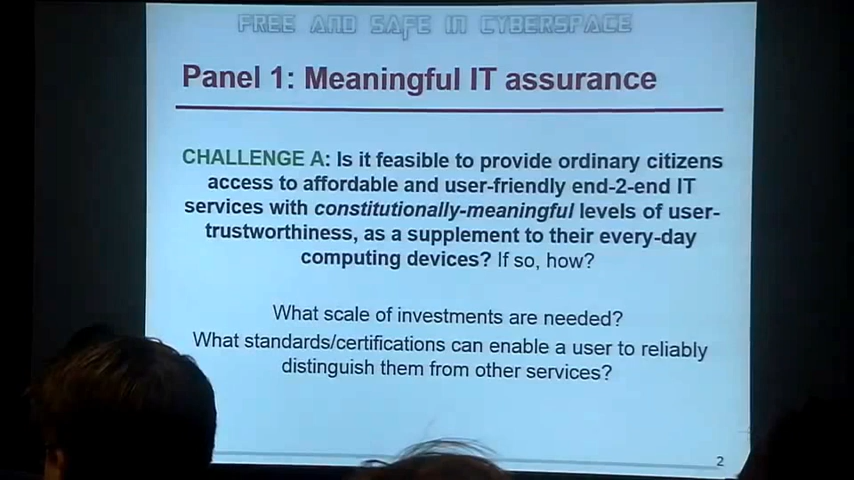 FREE AND SAFE IN CYBERSPACE
Panel 1: Meaningful IT assurance
CHALLENGE A: Is it feasible to provide ordinary citizens
access to affordable and user-friendly end-2-end IT
services with constitutionally-meaningful levels of user-
trustworthiness, as a supplement to their every-day
computing devices? If so, how?
What scale of investments are needed?
What standards/certifications can enable a user to reliably
distinguish them from other services?
2